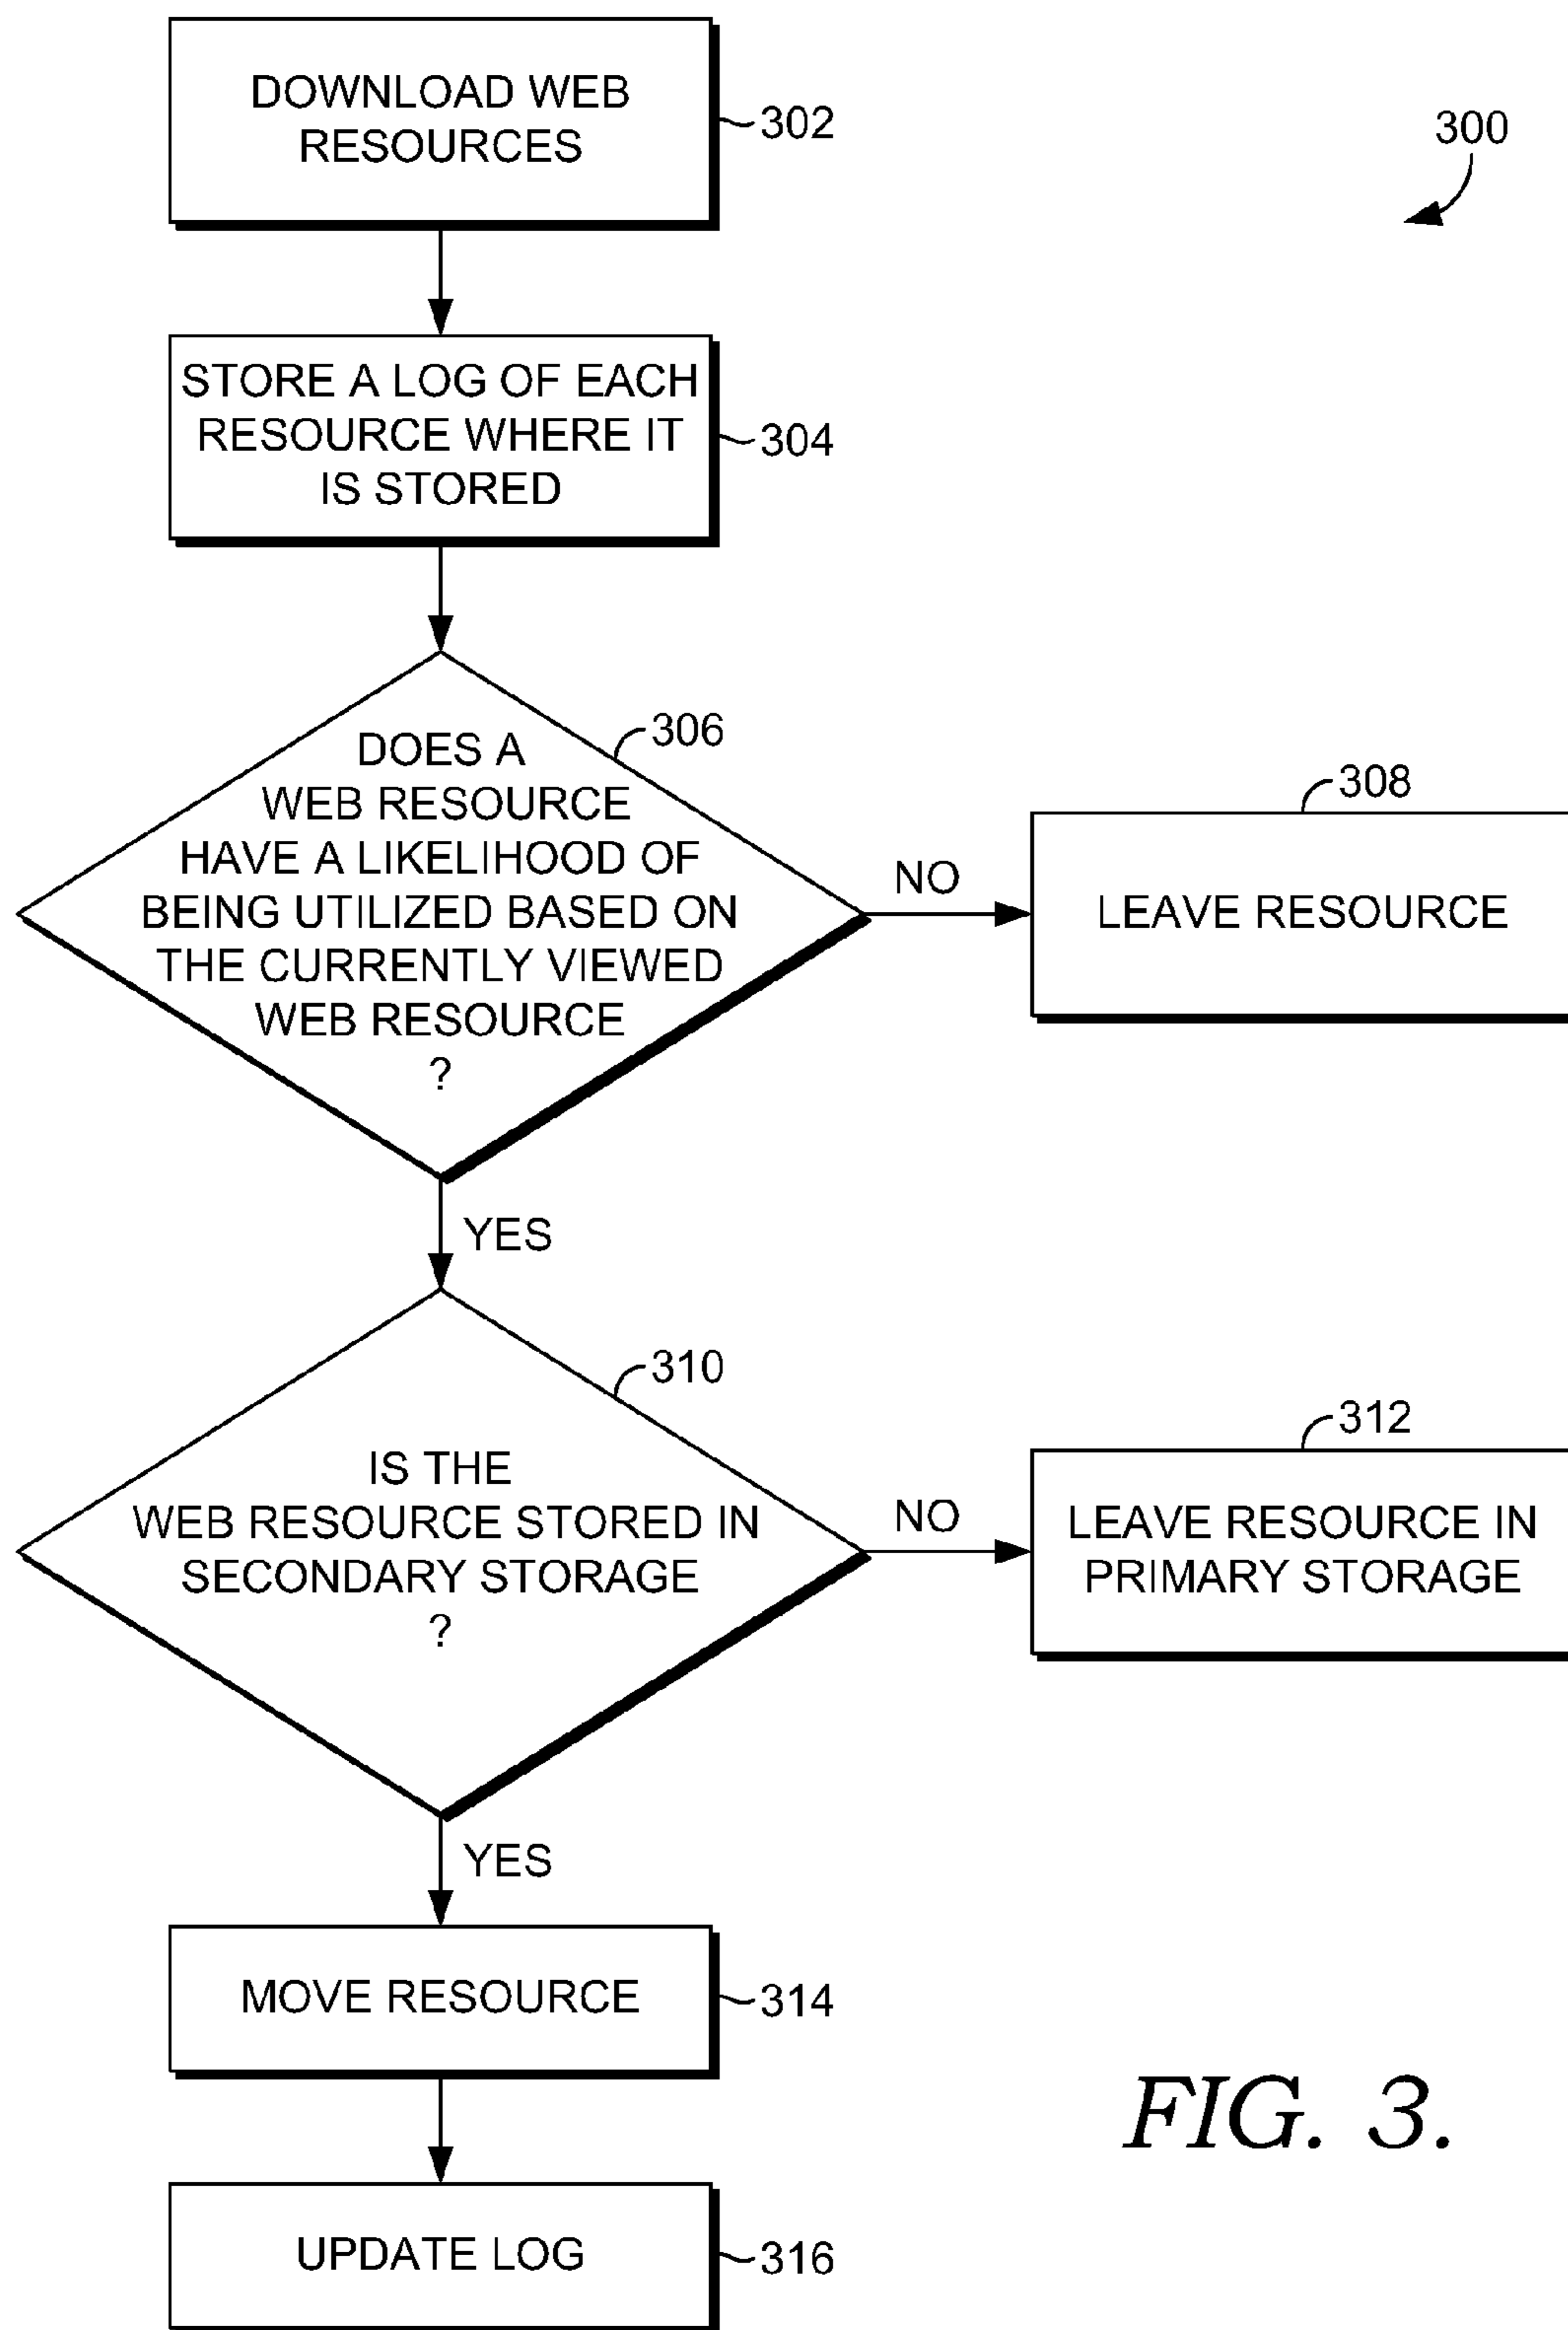 DOWNLOAD WEB
RESOURCES
302
300
STORE A LOG OF EACH
RESOURCE WHERE IT
IS STORED
304
306
DOES A
WEB RESOURCE
HAVE A LIKELIHOOD OF
BEING UTILIZED BASED ON
THE CURRENTLY VIEWED
WEB RESOURCE
?
NO
308
LEAVE RESOURCE
YES
310
IS THE
WEB RESOURCE STORED IN
SECONDARY STORAGE
?
NO
312
LEAVE RESOURCE IN
PRIMARY STORAGE
YES
MOVE RESOURCE
314
UPDATE LOG
316
FIG. 3.